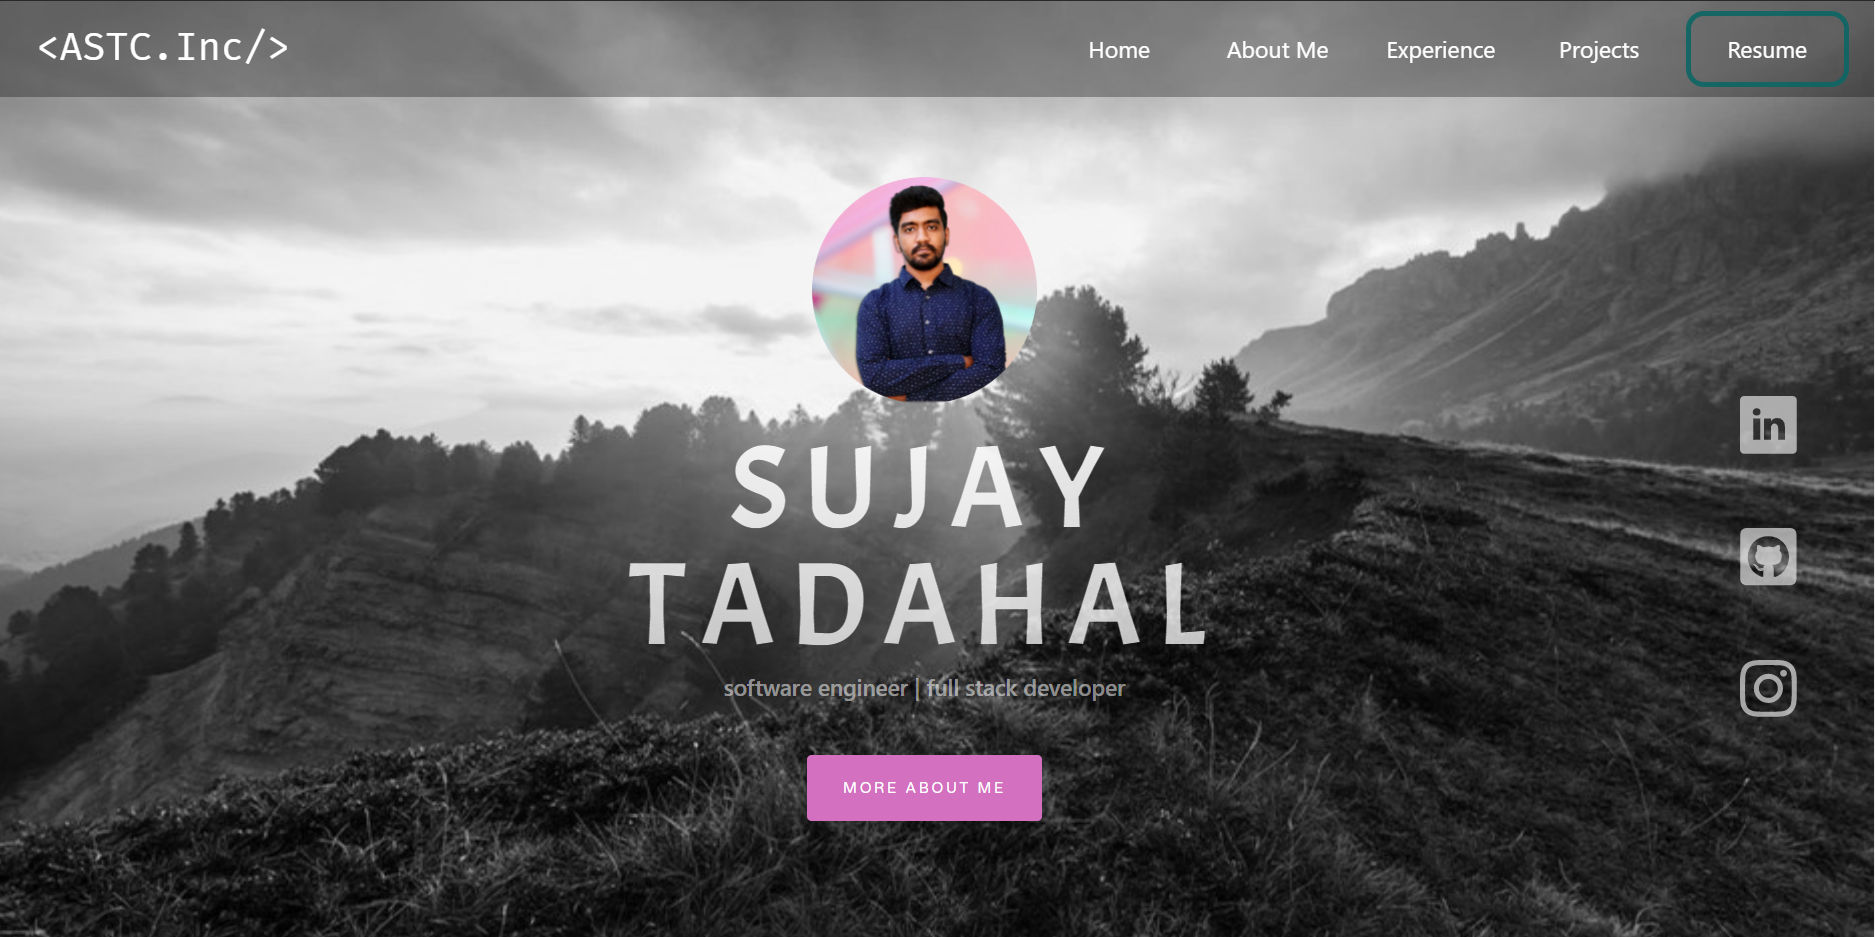 <ASTC.Inc/>
Home About Me Experience Projects Resume
SUJAY
TADAHAL
software engineer | full stack developer
MORE ABOUT ME
in